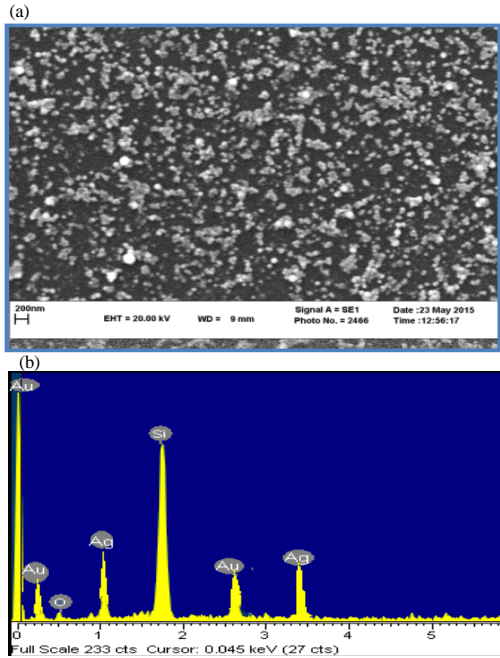 (a)
200nm
EHT = 20.00 kV WD = 9 mm Signal A = SE1 Date :23 May 2015
Photo No. = 2466 Time :12:56:17
(b)
Au
Si
Ag
Au Au Ag
O
0 1 2 3 4 5
Full Scale 233 cts Cursor: 0.045 keV (27 cts)